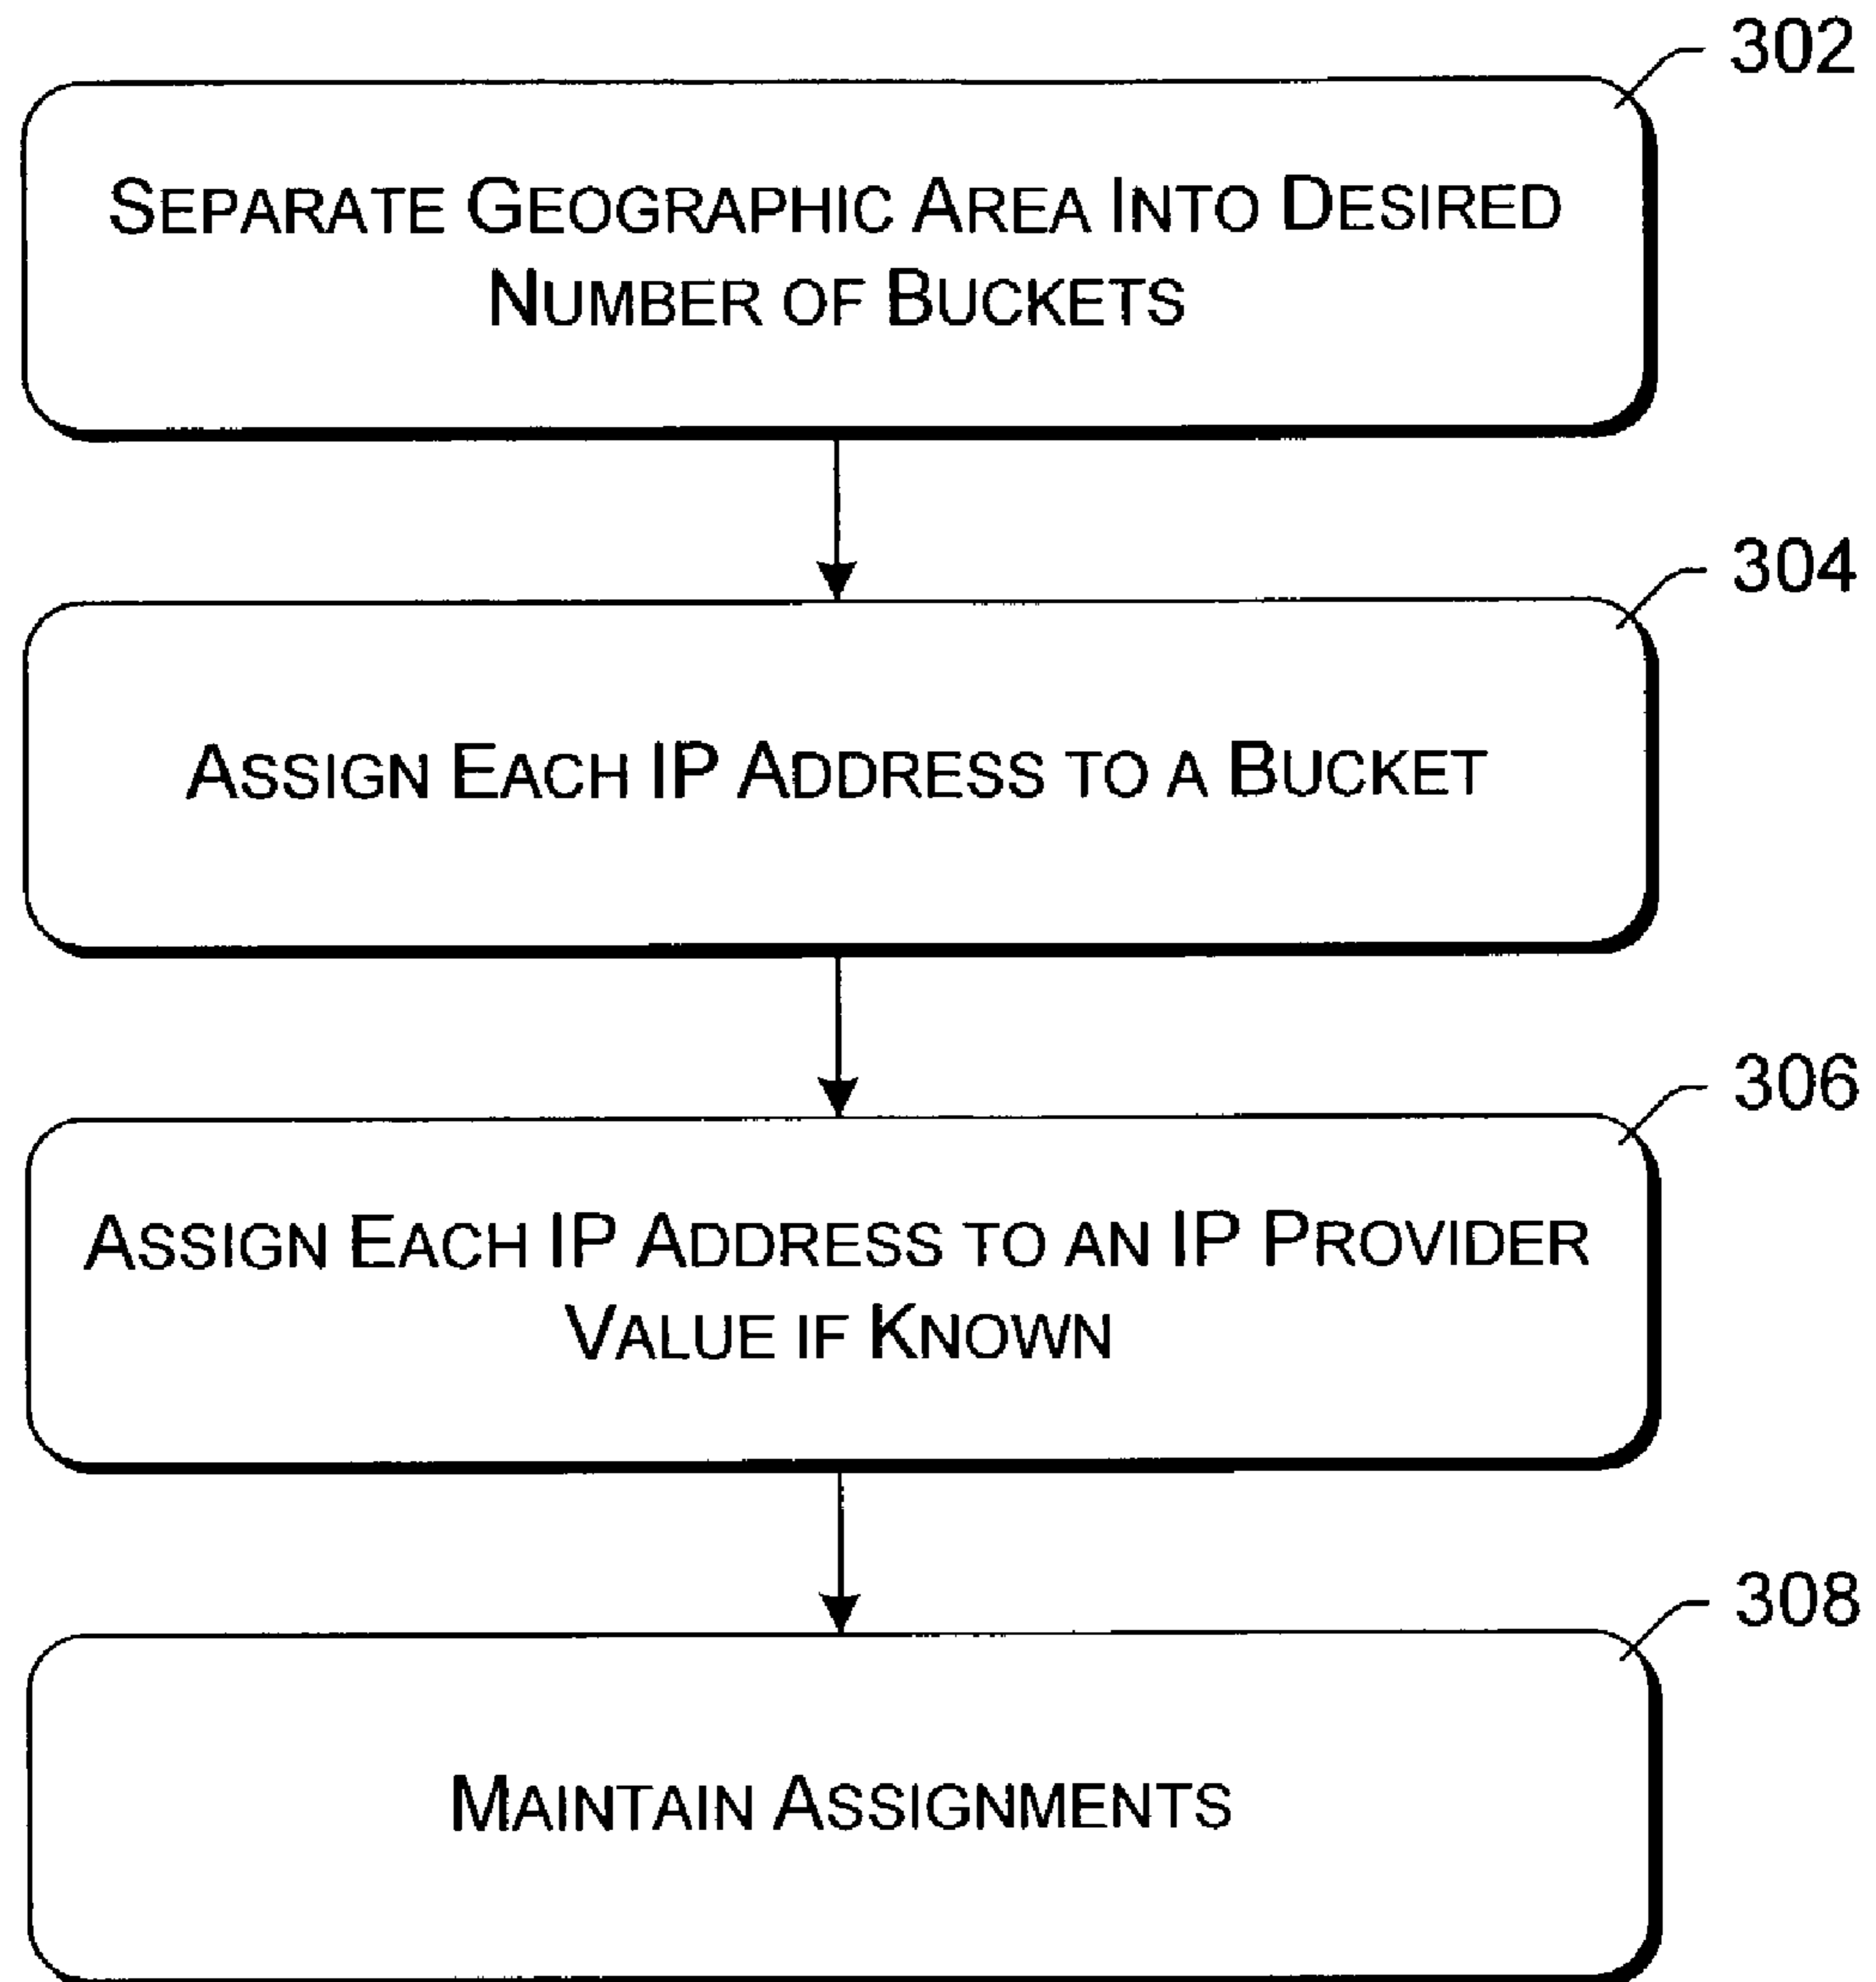 302
SEPARATE GEOGRAPHIC AREA INTO DESIRED
NUMBER OF BUCKETS
304
ASSIGN EACH IP ADDRESS TO A BUCKET
306
ASSIGN EACH IP ADDRESS TO AN IP PROVIDER
VALUE IF KNOWN
308
MAINTAIN ASSIGNMENTS